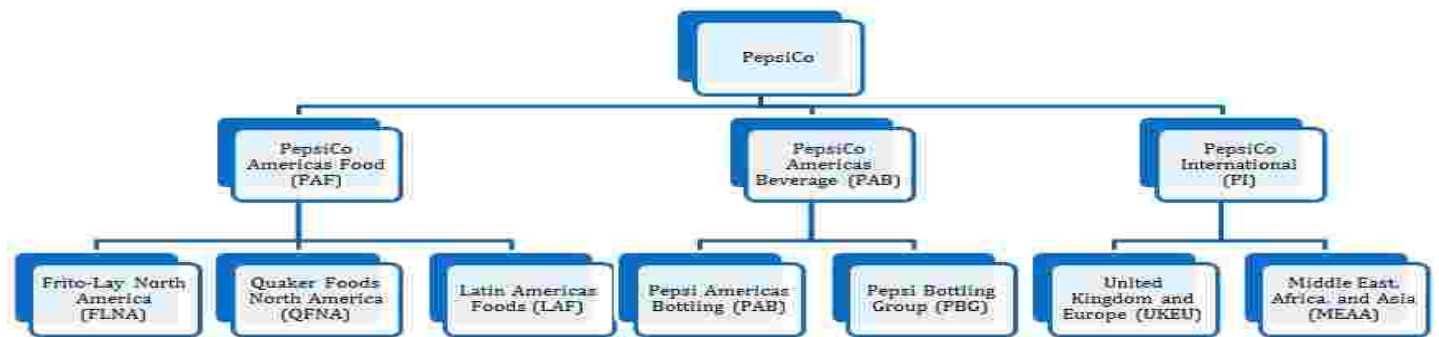 PepsiCo
PepsiCo
Americas Food
(PAF)
PepsiCo
Americas
Beverage (PAB)
PepsiCo
International
(PI)
Frito-Lay North
America
(FLNA)
Quaker Foods
North America
(QFNA)
Latin Americas
Foods (LAF)
Pepsi Americas
Bottling (PAB)
Pepsi Bottling
Group (PBG)
United
Kingdom and
Europe (UKEU)
Middle East,
Africa, and Asia
(MEAA)